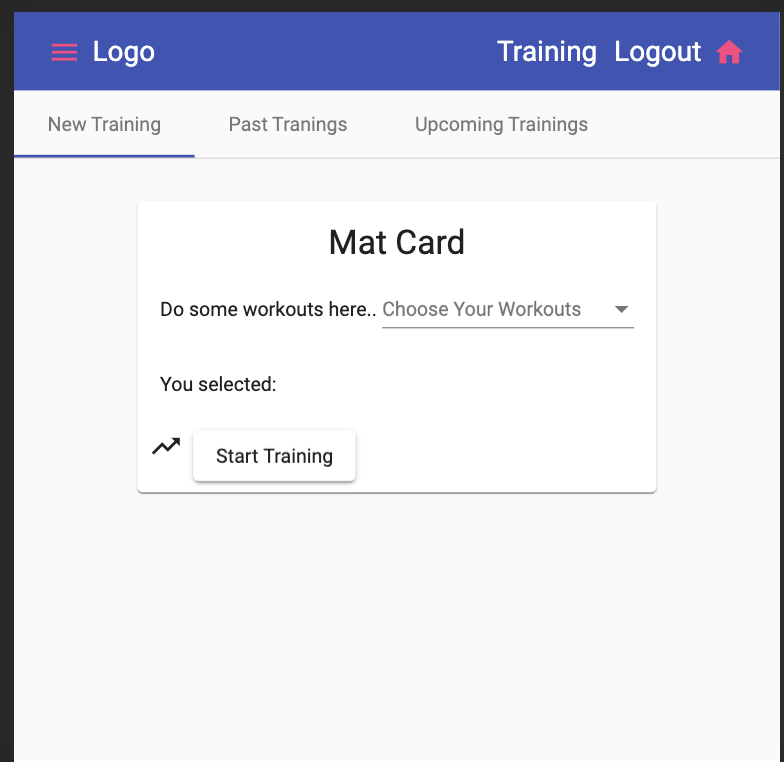 Logo Training Logout
New Training Past Tranings Upcoming Trainings
Mat Card
Do some workouts here.. Choose Your Workouts
You selected:
Start Training